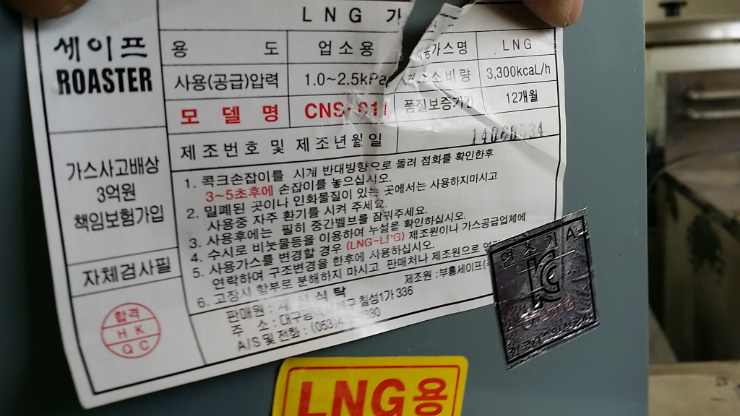 LNG 가
세이프
ROASTER
용 도 업소용 가스명 LNG
사용(공급)압력 1.0~2.5kPa 소비량 3,300kcaL/h
모델명 CNS- 품질보증기간 12개월
제조번호 및 제조년월일
가스사고배상
3억원
책임보험가입
1. 콕크손잡이를 시계 반대방향으로 돌려 점화를 확인한후
3~5초후에 손잡이를 놓으십시오.
2. 밀폐된 곳이나 인화물질이 있는 곳에서는 사용하지마시고
사용중 자주 환기를 시켜 주세요.
3. 사용후에는 필히 중간벨브를 잠궈주세요.
4. 수시로 비눗물등을 이용하여 누설을 확인하십시오.
5. 사용가스를 변경할 경우 (LNG-LPG) 제조원이나 가스공급업체에
연락하여 구조변경을 한후에 사용하십시오.
6. 고장시 함부로 분해하지 마시고 판매처나 제조원으로
제조원 : 부흥세이프
판매원 : 식탁
주 소 : 대구 구 칠성1가 336
A/S및 전화 : (053)
자체검사필
합격
HK
QC
LNG용